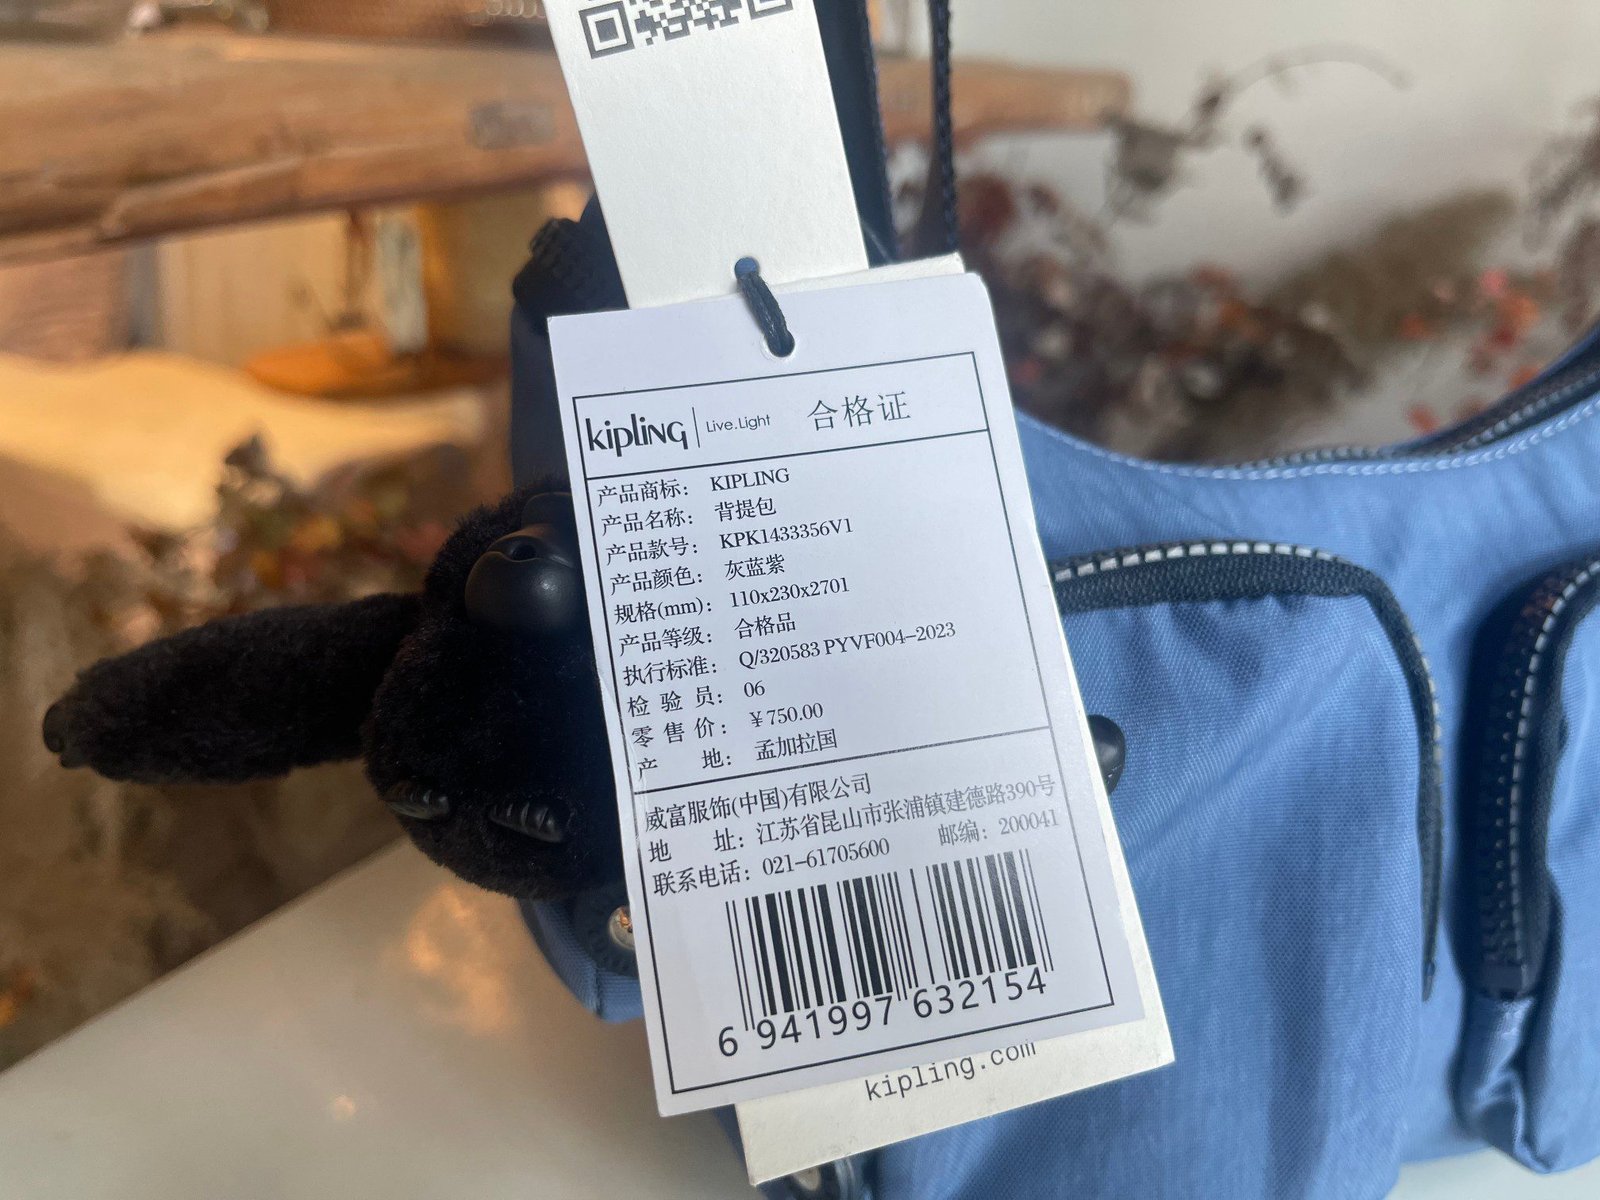 kipling Live.Light 合格证
产品商标： KIPLING
产品名称： 背提包
产品款号： KPK1433356V1
产品颜色： 灰蓝紫
规格(mm)： 110x230x2701
产品等级： 合格品
执行标准： Q/320583 PYVF004-2023
检 验 员： 06
零 售 价： ￥750.00
产 地： 孟加拉国
威富服饰(中国)有限公司
地 址：江苏省昆山市张浦镇建德路390号
联系电话：021-61705600 邮编：200041
6 941997 632154
kipling.com